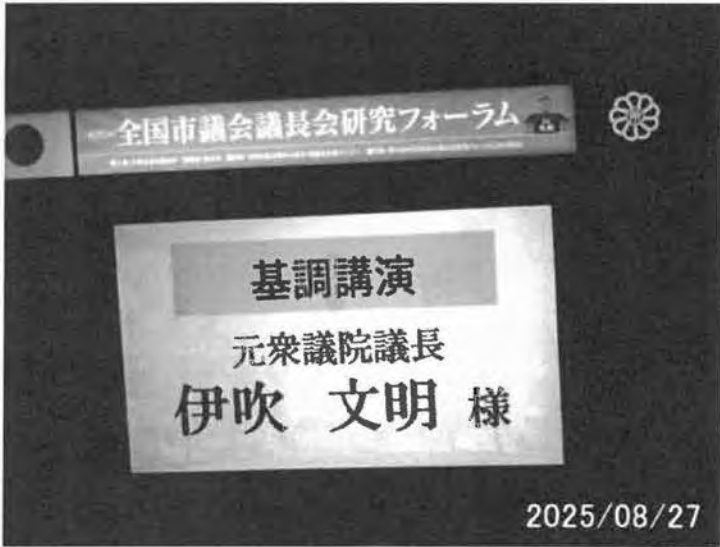 全国市議会議長会研究フォーラム
基調講演
元衆議院議長
伊吹 文明 様
2025/08/27